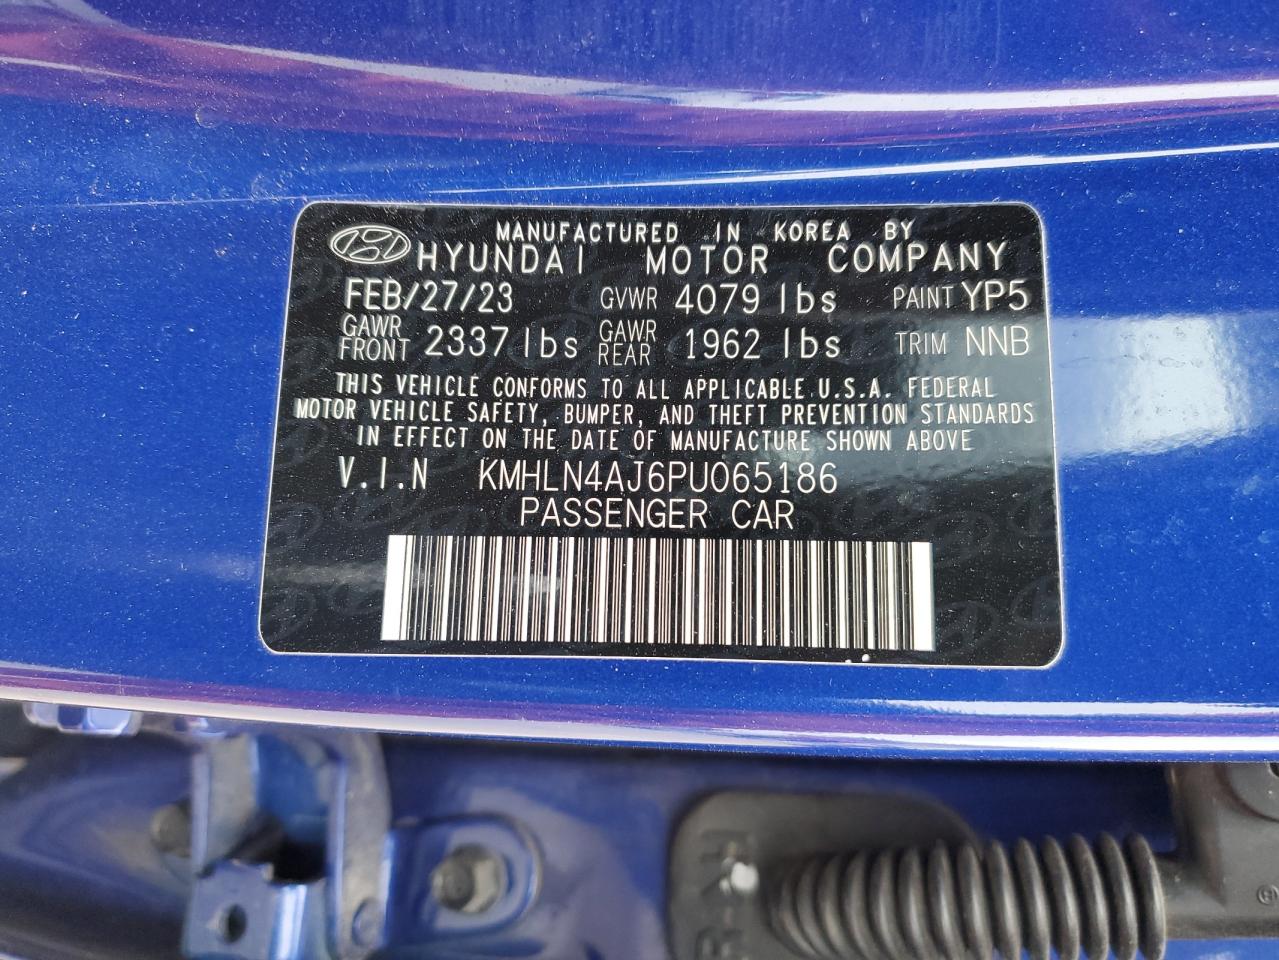 MANUFACTURED IN KOREA BY
HYUNDAI MOTOR COMPANY
FEB/27/23 GVWR 4079 lbs PAINT YP5
GAWR FRONT 2337 lbs GAWR REAR 1962 lbs TRIM NNB
THIS VEHICLE CONFORMS TO ALL APPLICABLE U.S.A. FEDERAL
MOTOR VEHICLE SAFETY, BUMPER, AND THEFT PREVENTION STANDARDS
IN EFFECT ON THE DATE OF MANUFACTURE SHOWN ABOVE
V.I.N KMHLN4AJ6PU065186
PASSENGER CAR